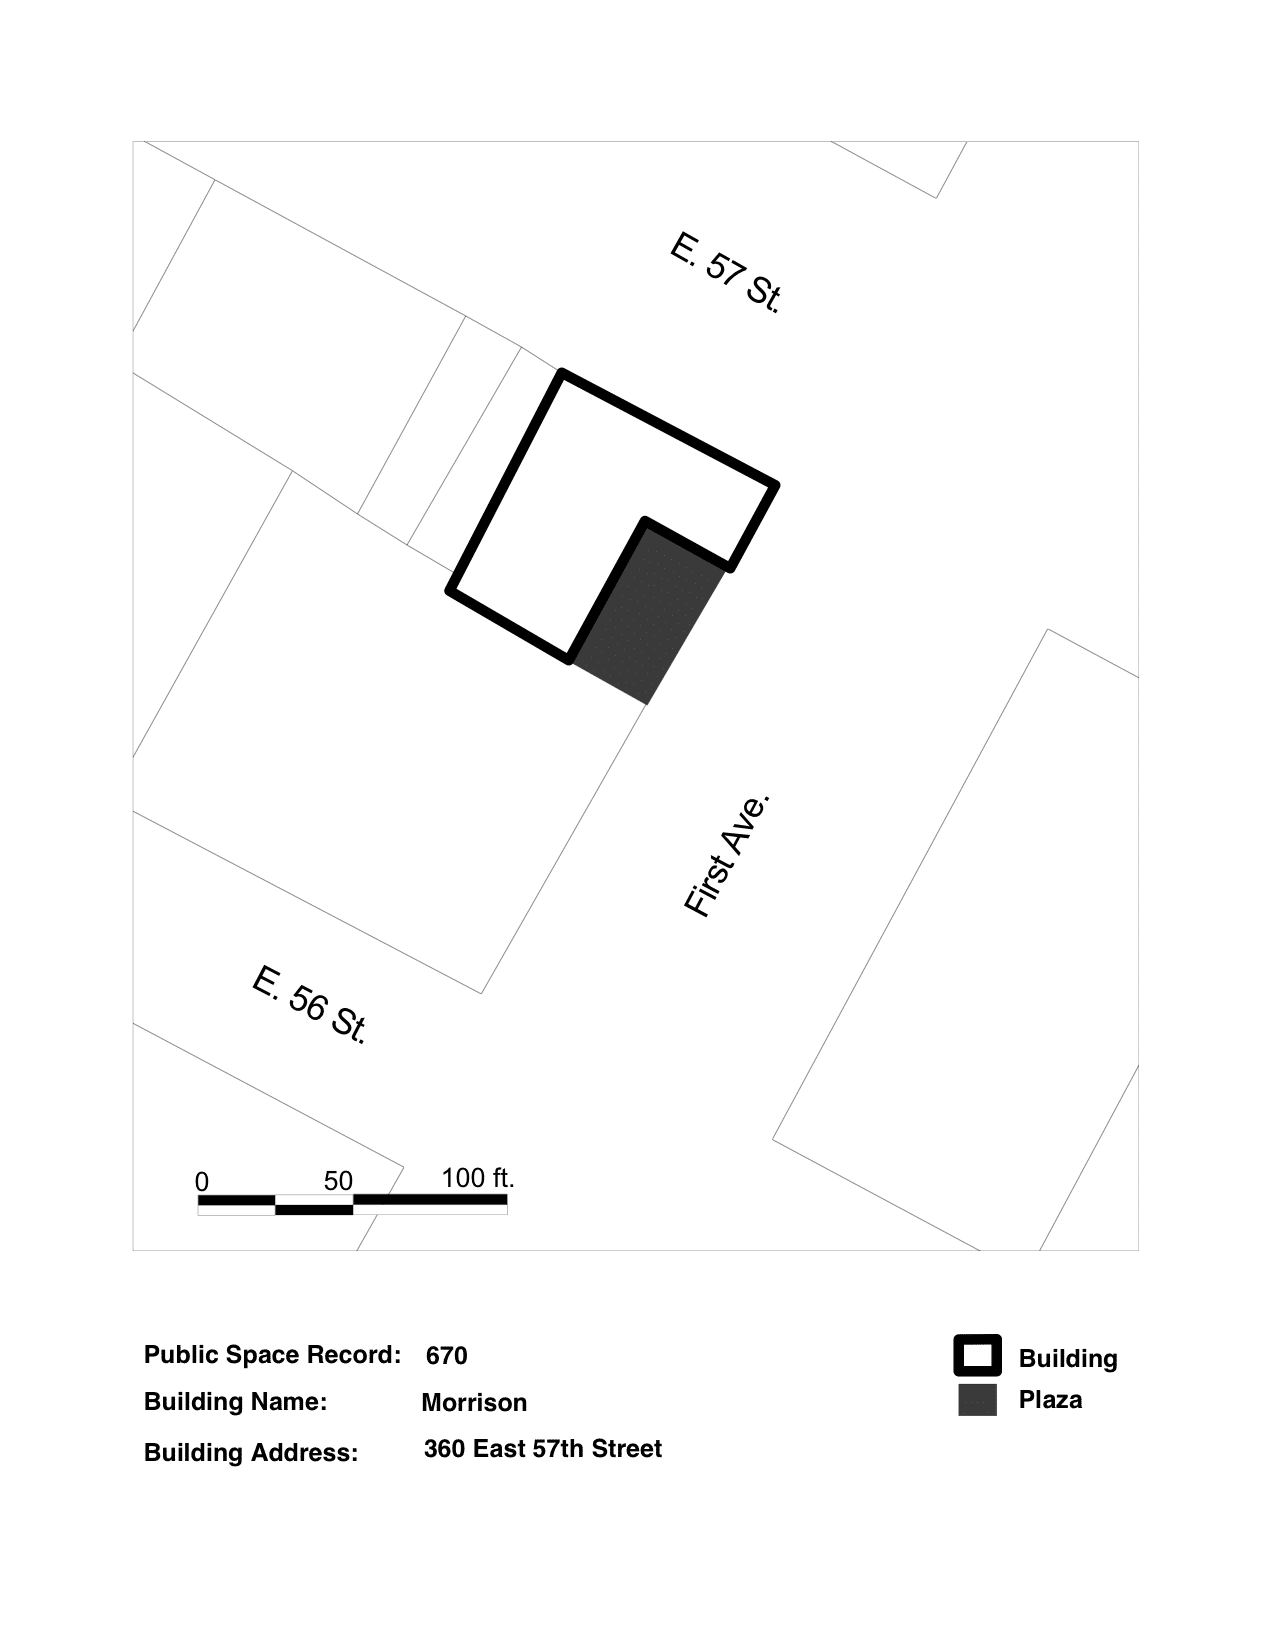 E. 57 St.
First Ave.
E. 56 St.
0 50 100 ft.
Public Space Record: 670
Building Name: Morrison
Building Address: 360 East 57th Street
Building
Plaza